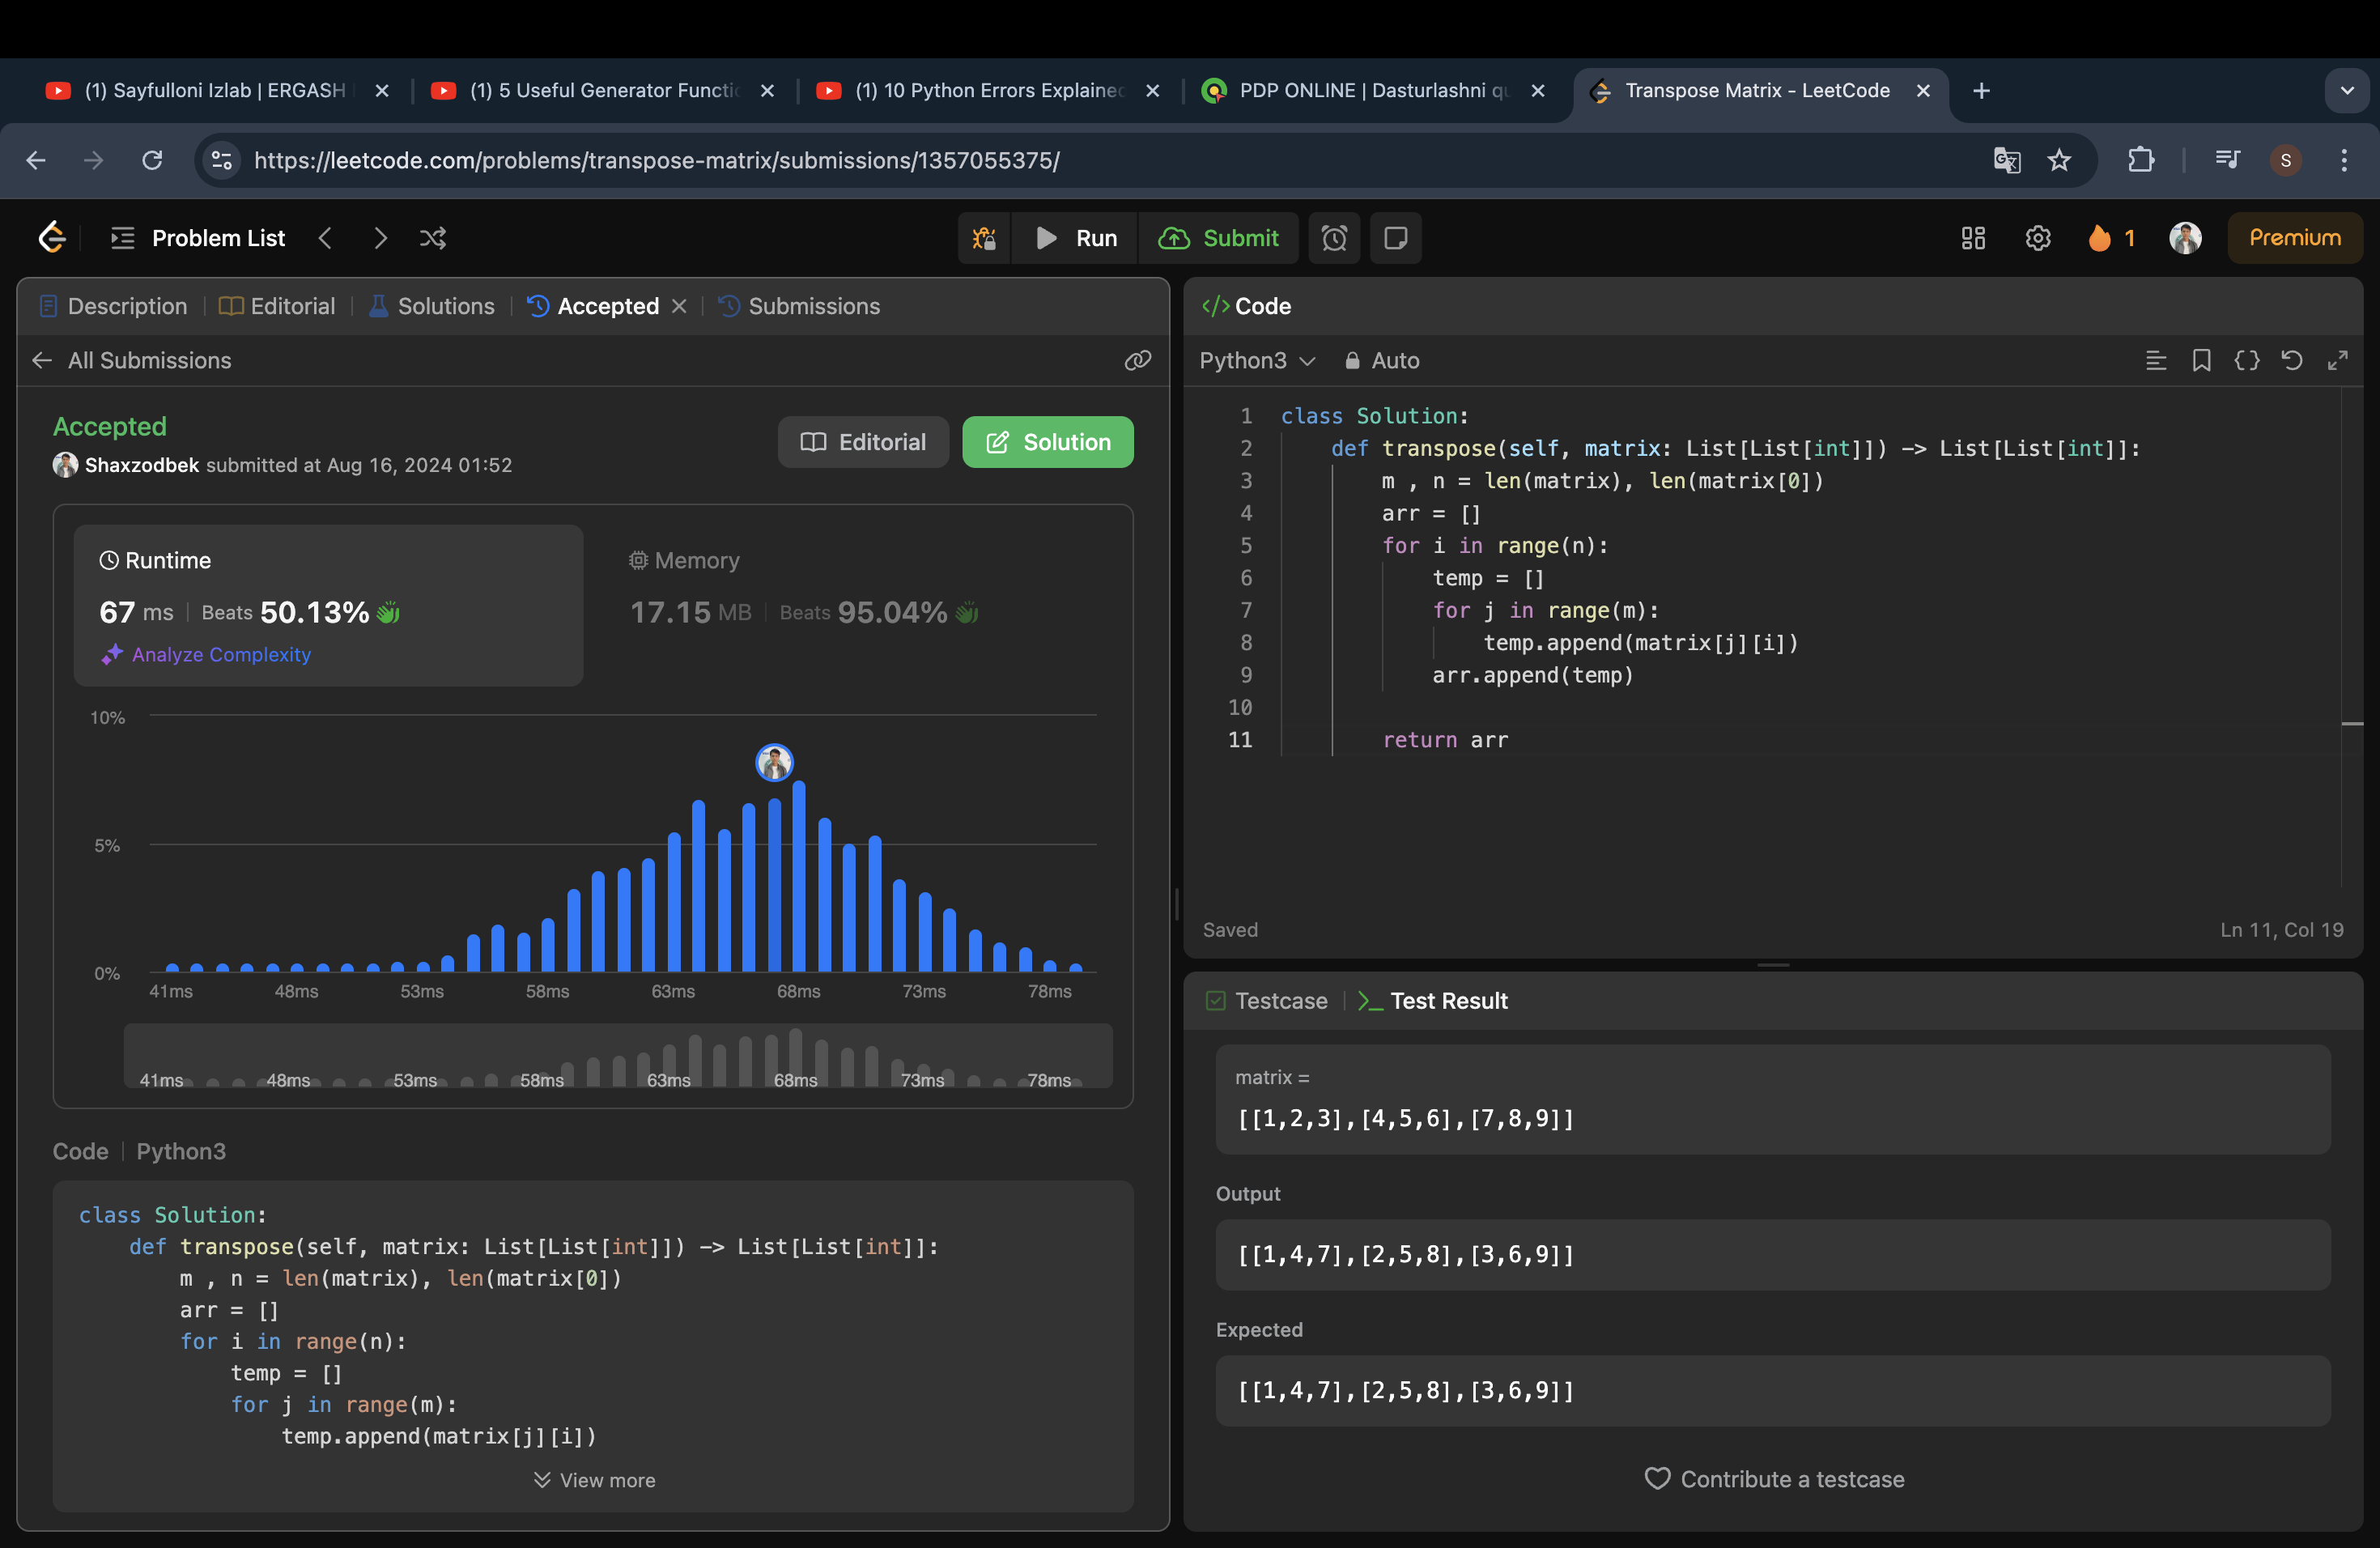 (1) Sayfulloni Izlab | ERGASH
(1) 5 Useful Generator Functi
(1) 10 Python Errors Explained
PDP ONLINE | Dasturlashni qu
Transpose Matrix - LeetCode
https://leetcode.com/problems/transpose-matrix/submissions/1357055375/
S
Problem List
Run
Submit
1
Premium
Description
Editorial
Solutions
Accepted
Submissions
All Submissions
Accepted
Shaxzodbek submitted at Aug 16, 2024 01:52
Editorial
Solution
Runtime
67 ms | Beats 50.13%
Analyze Complexity
Memory
17.15 MB | Beats 95.04%
10%
5%
0%
41ms 48ms 53ms 58ms 63ms 68ms 73ms 78ms
41ms 48ms 53ms 58ms 63ms 68ms 73ms 78ms
Code | Python3
class Solution:
    def transpose(self, matrix: List[List[int]]) -> List[List[int]]:
        m , n = len(matrix), len(matrix[0])
        arr = []
        for i in range(n):
            temp = []
            for j in range(m):
                temp.append(matrix[j][i])
View more
</> Code
Python3
Auto
1 class Solution:
2     def transpose(self, matrix: List[List[int]]) -> List[List[int]]:
3         m , n = len(matrix), len(matrix[0])
4         arr = []
5         for i in range(n):
6             temp = []
7             for j in range(m):
8                 temp.append(matrix[j][i])
9             arr.append(temp)
10
11         return arr
Saved
Ln 11, Col 19
Testcase
Test Result
matrix =
[[1,2,3],[4,5,6],[7,8,9]]
Output
[[1,4,7],[2,5,8],[3,6,9]]
Expected
[[1,4,7],[2,5,8],[3,6,9]]
Contribute a testcase